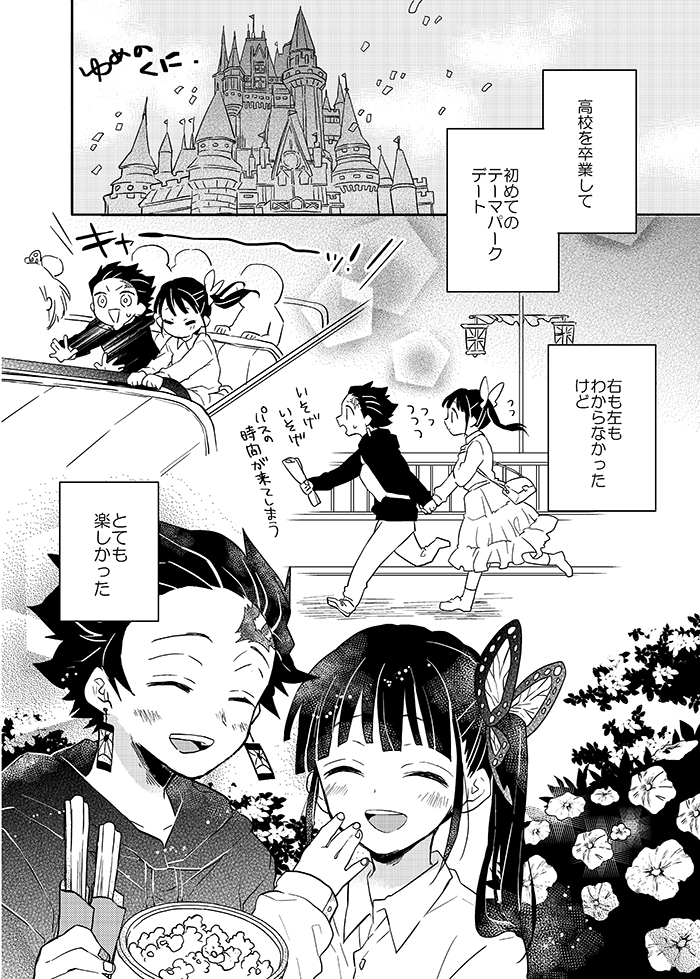 ゆめのくに.
高校を卒業して
初めての
テーマパーク
デート
キャーーッ!
右も左も
わからなかった
けど
いそげ
いそげ
パスの
時間が来てしまう
とても
楽しかった